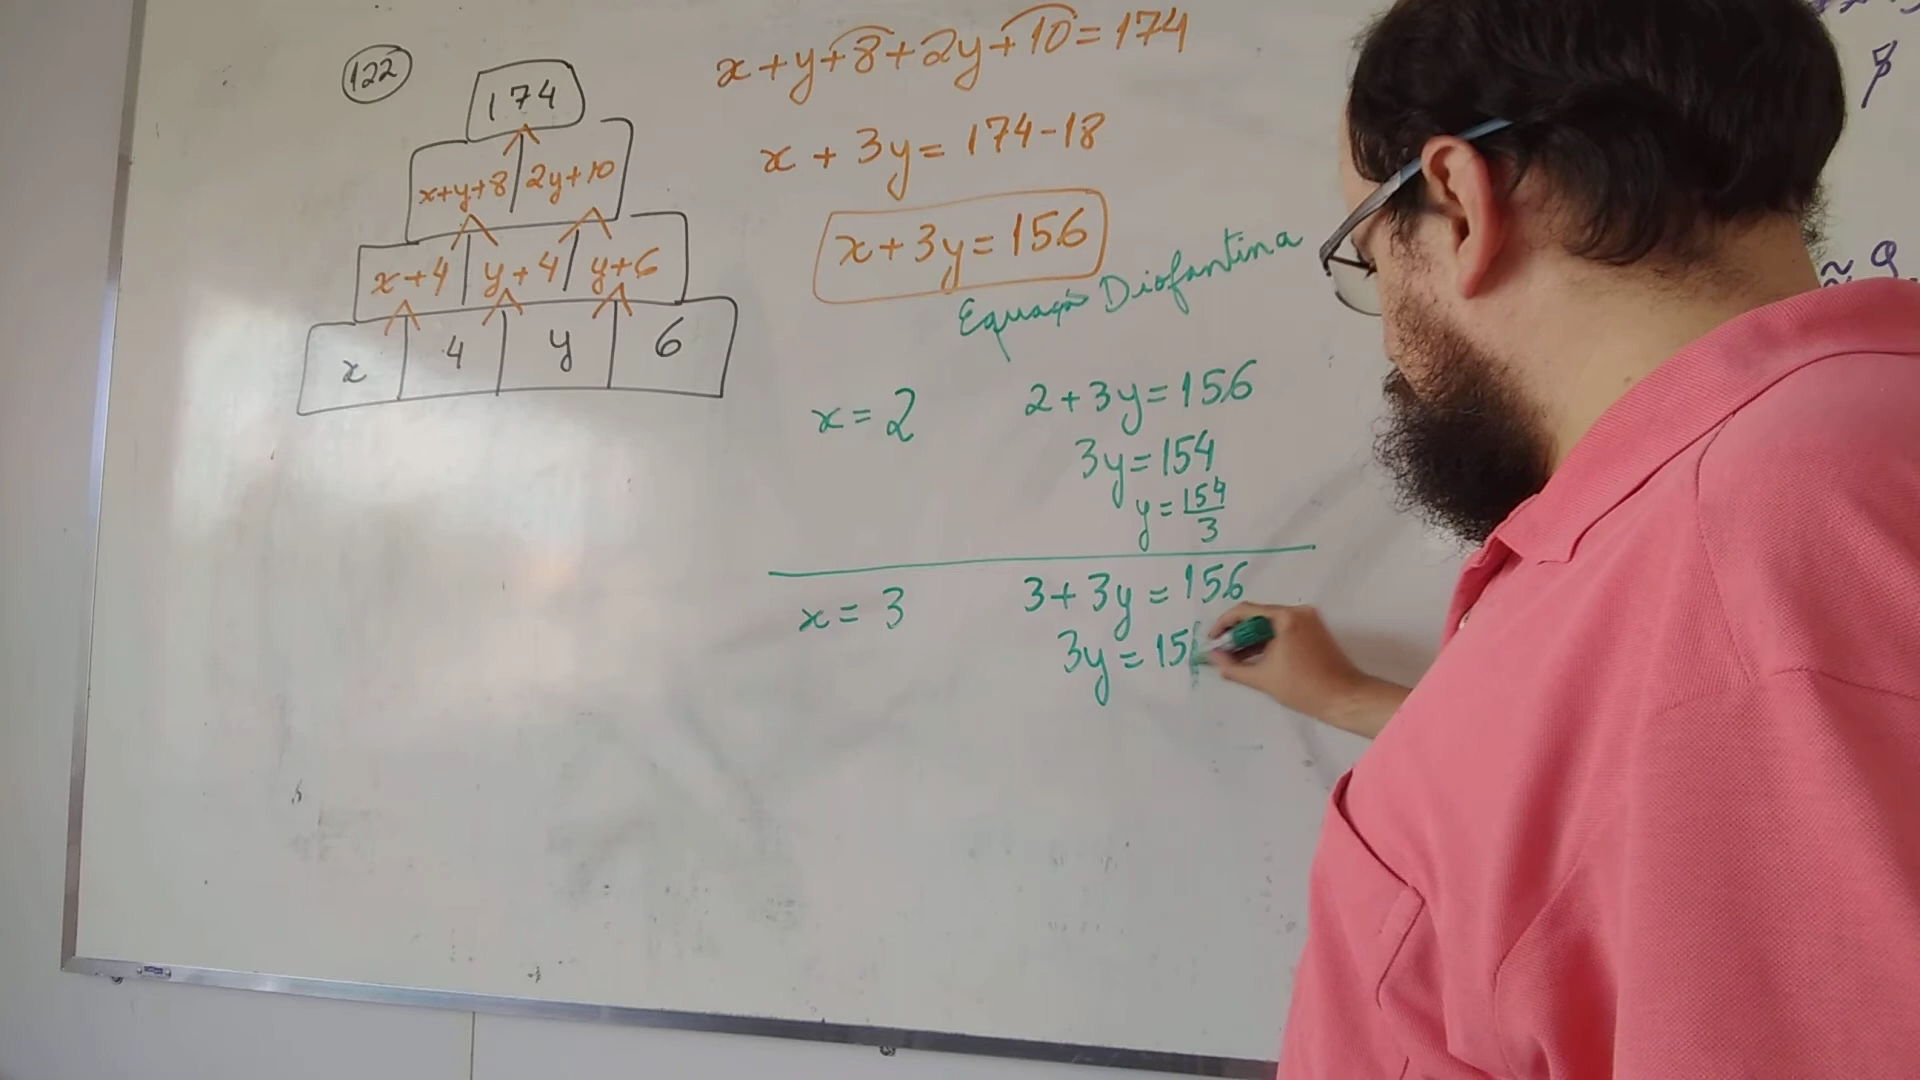 122
174
x+y+8 2y+10
x+4 y+4 y+6
x 4 y 6
x+y+8+2y+10=174
x+3y=174-18
x+3y=156
Equação Diofantina
x=2 2+3y=156
3y=154
y=154/3
x=3 3+3y=156
3y=15